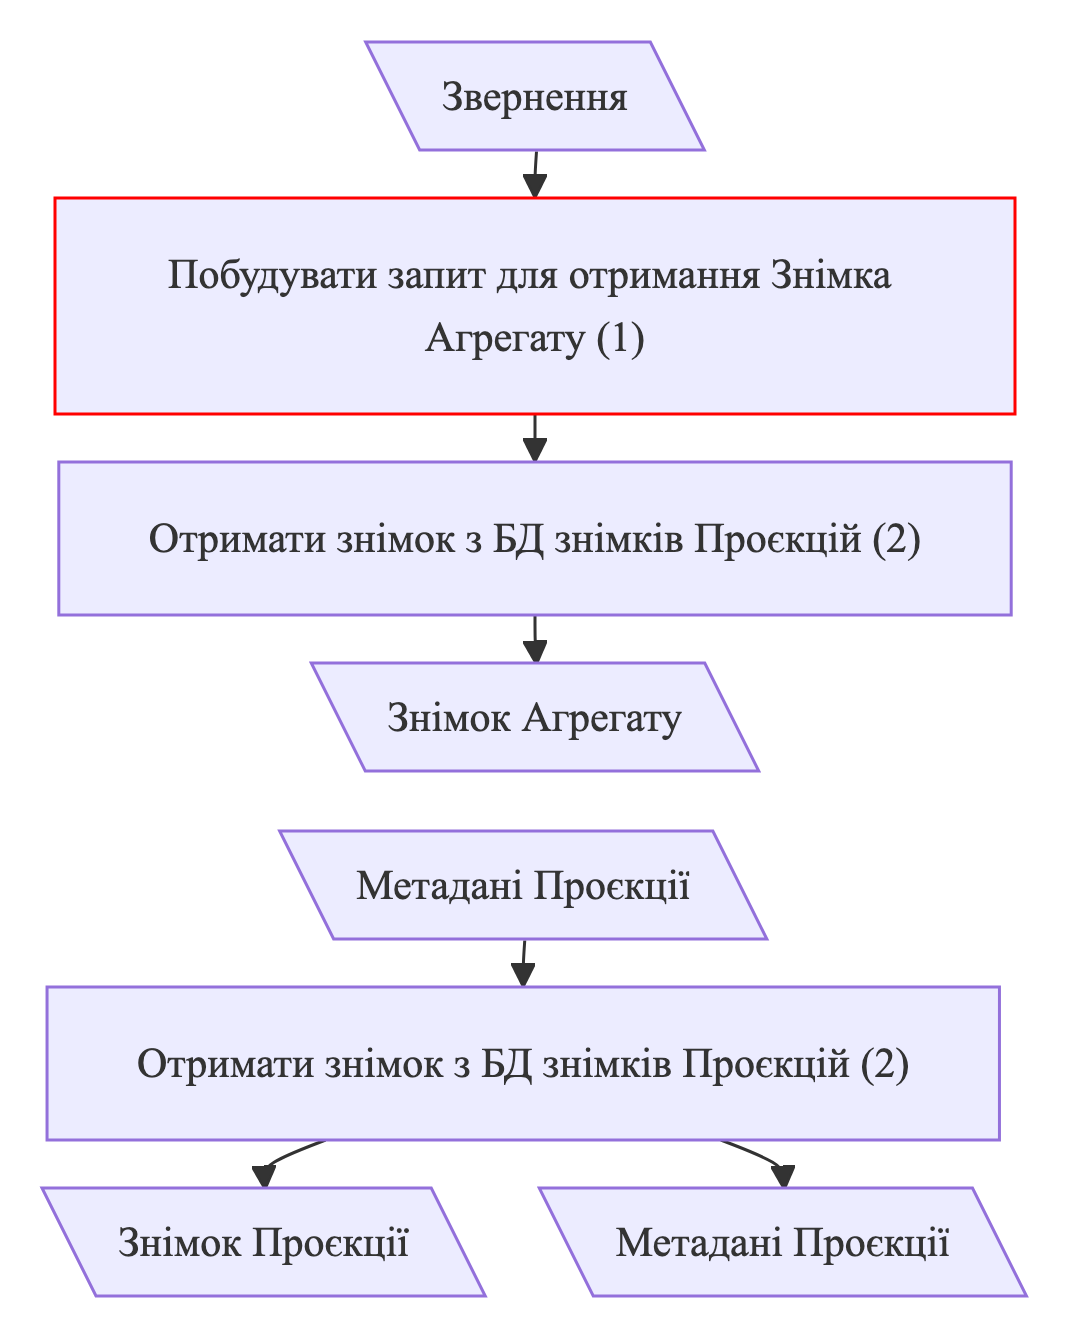 Звернення
Побудувати запит для отримання Знімка
Агрегату (1)
Отримати знімок з БД знімків Проєкцій (2)
Знімок Агрегату
Метадані Проєкції
Отримати знімок з БД знімків Проєкцій (2)
Знімок Проєкції
Метадані Проєкції